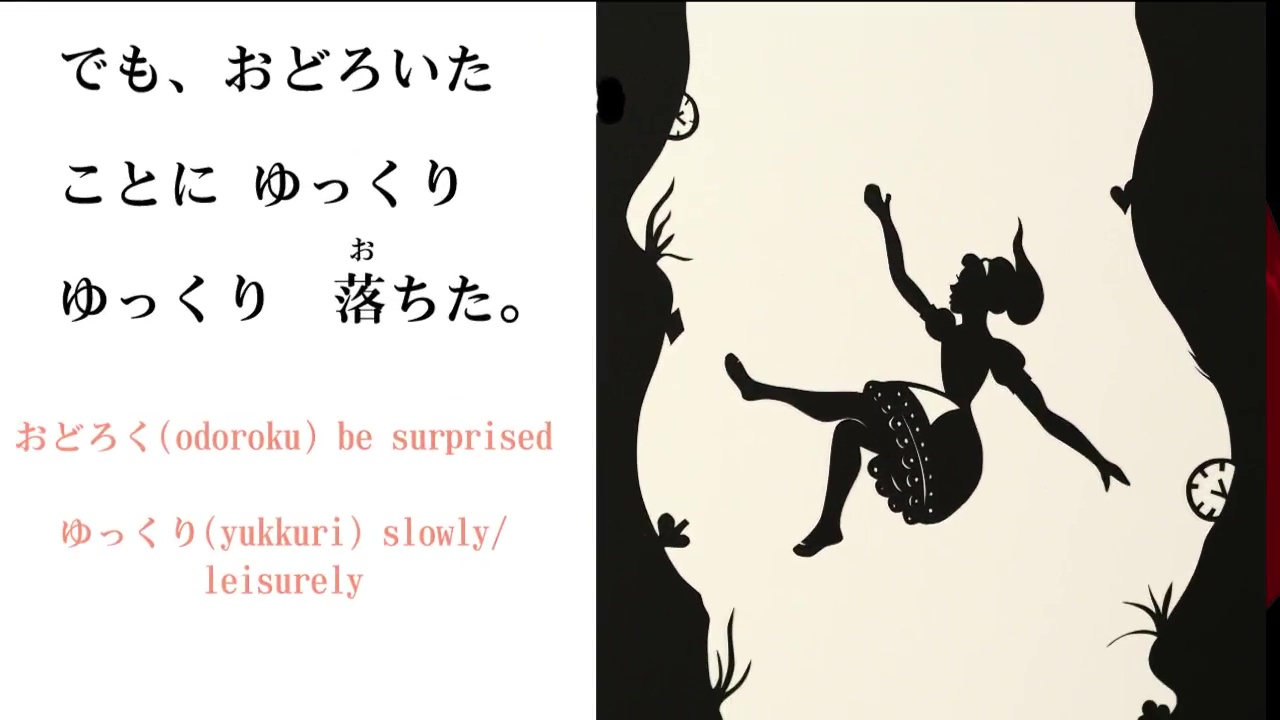 でも、おどろいた
ことに ゆっくり
お
ゆっくり　落ちた。
おどろく(odoroku) be surprised
ゆっくり(yukkuri) slowly/
leisurely